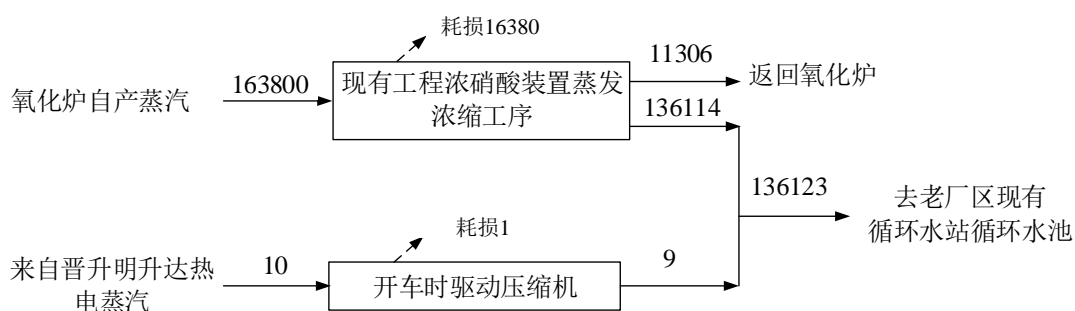 耗损16380
氧化炉自产蒸汽
163800
现有工程浓硝酸装置蒸发
浓缩工序
11306
返回氧化炉
136114
136123
去老厂区现有
循环水站循环水池
耗损1
来自晋升明升达热
电蒸汽
10
开车时驱动压缩机
9